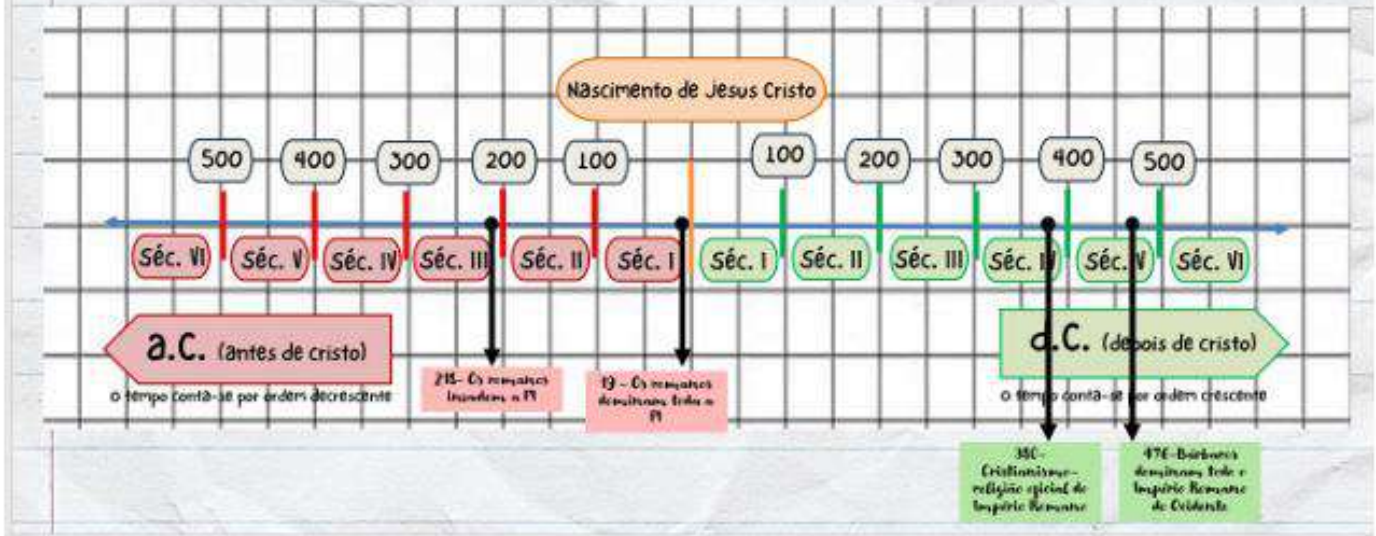 Nascimento de Jesus Cristo
500 400 300 200 100 100 200 300 400 500
Séc. VI Séc. V Séc. IV Séc. III Séc. II Séc. I Séc. I Séc. II Séc. III Séc. IV Séc. V Séc. VI
a.C. (antes de cristo)
d.C. (depois de cristo)
o tempo conta-se por ordem decrescente
o tempo conta-se por ordem crescente
218- Os romanos
invadem a PI
19 - Os romanos
dominam toda a
PI
380-
Cristianismo-
religião oficial do
Império Romano
476-Bárbaros
dominam todo o
Império Romano
do Ocidente